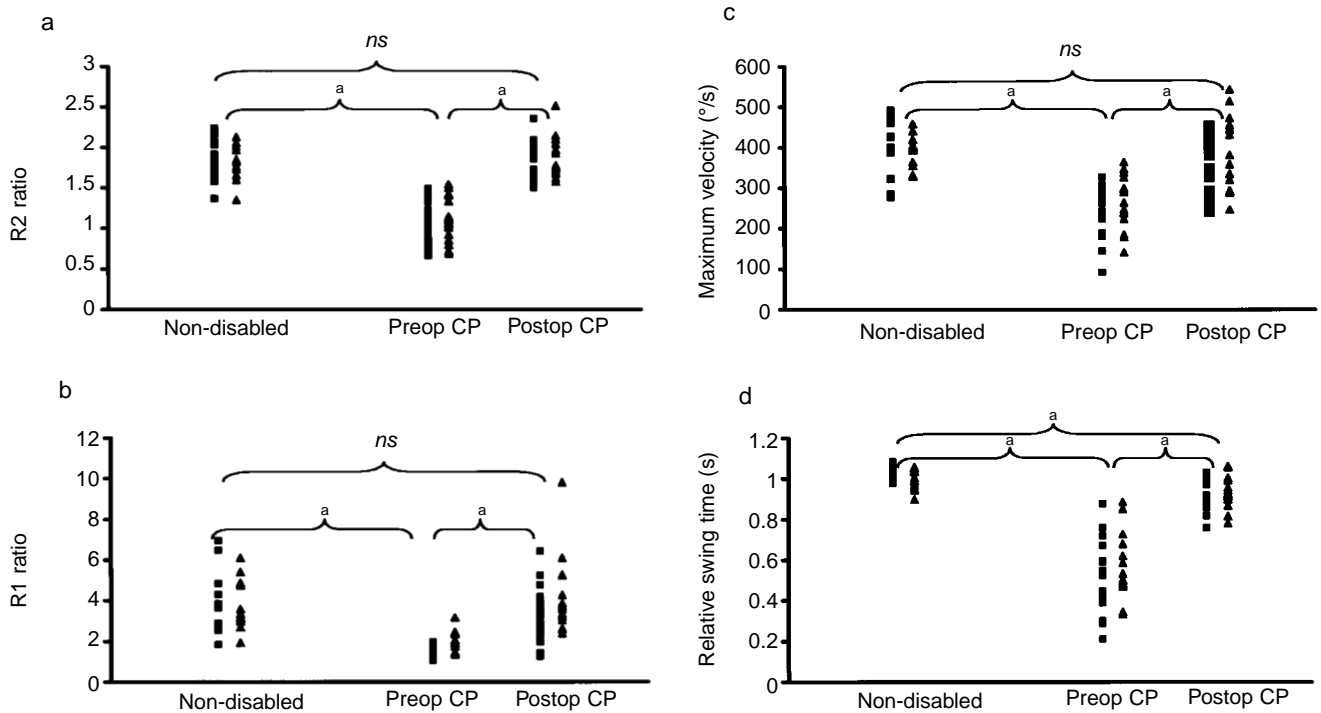 a
ns
a
a
3
2.5
2
1.5
1
0.5
0
R2 ratio
Non-disabled
Preop CP
Postop CP
b
ns
a
a
12
10
8
6
4
2
0
R1 ratio
Non-disabled
Preop CP
Postop CP
c
ns
a
a
600
500
400
300
200
100
0
Maximum velocity (°/s)
Non-disabled
Preop CP
Postop CP
d
a
a
a
1.2
1
0.8
0.6
0.4
0.2
0
Relative swing time (s)
Non-disabled
Preop CP
Postop CP